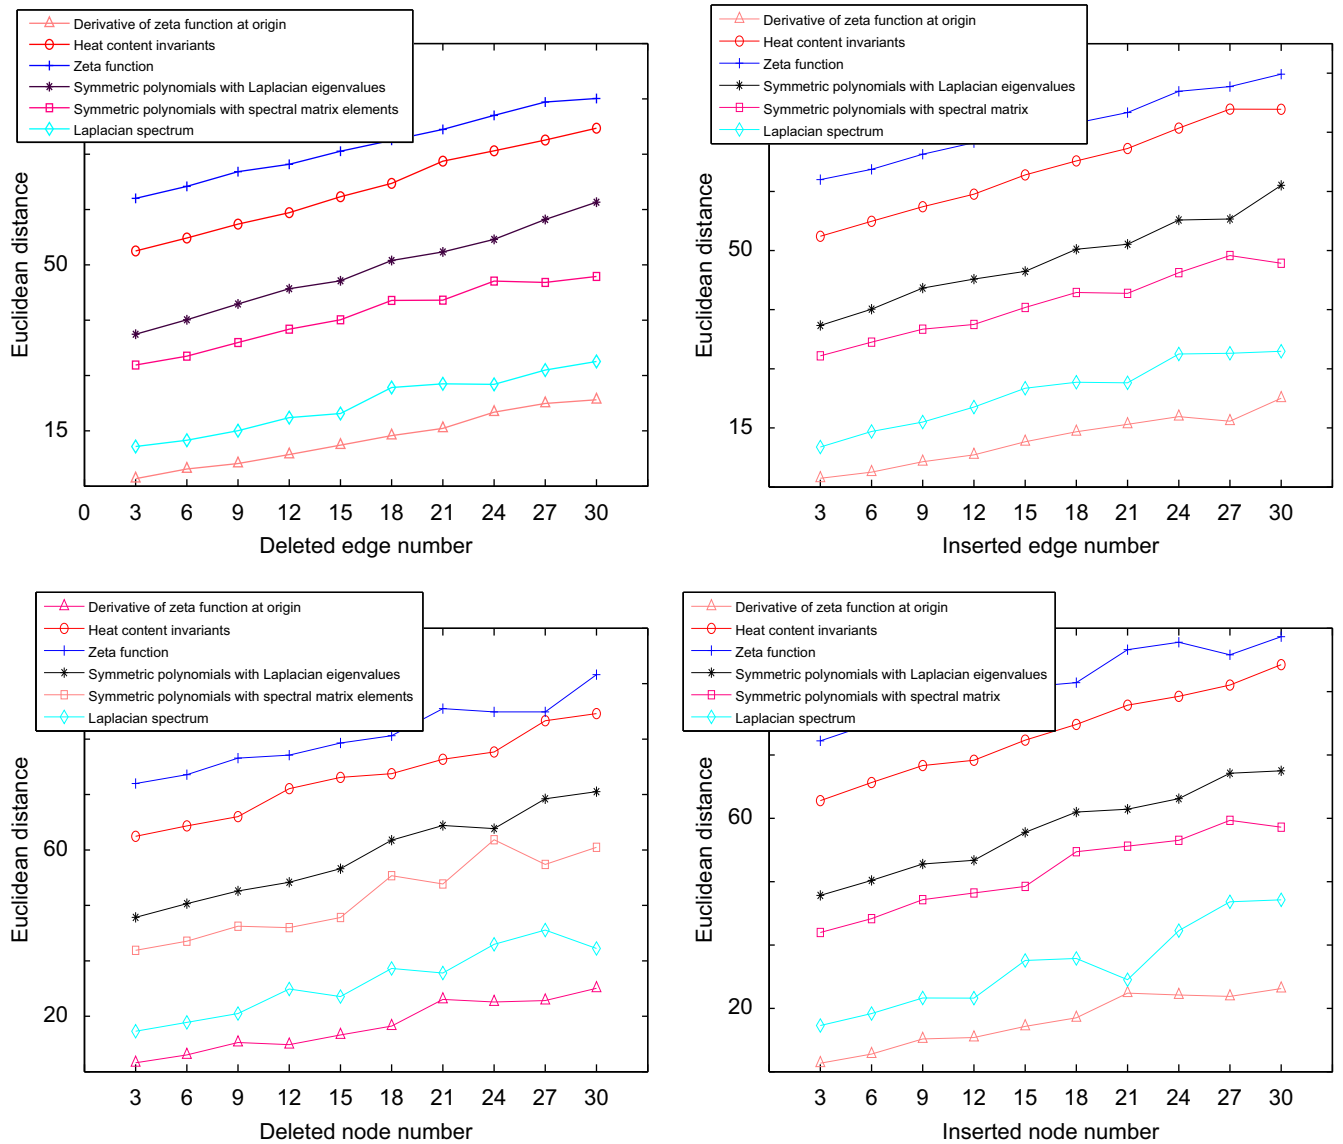 Derivative of zeta function at origin
Heat content invariants
Zeta function
Symmetric polynomials with Laplacian eigenvalues
Symmetric polynomials with spectral matrix elements
Laplacian spectrum
Euclidean distance
50
15
0 3 6 9 12 15 18 21 24 27 30
Deleted edge number
Derivative of zeta function at origin
Heat content invariants
Zeta function
Symmetric polynomials with Laplacian eigenvalues
Symmetric polynomials with spectral matrix
Laplacian spectrum
Euclidean distance
50
15
3 6 9 12 15 18 21 24 27 30
Inserted edge number
Derivative of zeta function at origin
Heat content invariants
Zeta function
Symmetric polynomials with Laplacian eigenvalues
Symmetric polynomials with spectral matrix elements
Laplacian spectrum
Euclidean distance
60
20
3 6 9 12 15 18 21 24 27 30
Deleted node number
Derivative of zeta function at origin
Heat content invariants
Zeta function
Symmetric polynomials with Laplacian eigenvalues
Symmetric polynomials with spectral matrix
Laplacian spectrum
Euclidean distance
60
20
3 6 9 12 15 18 21 24 27 30
Inserted node number